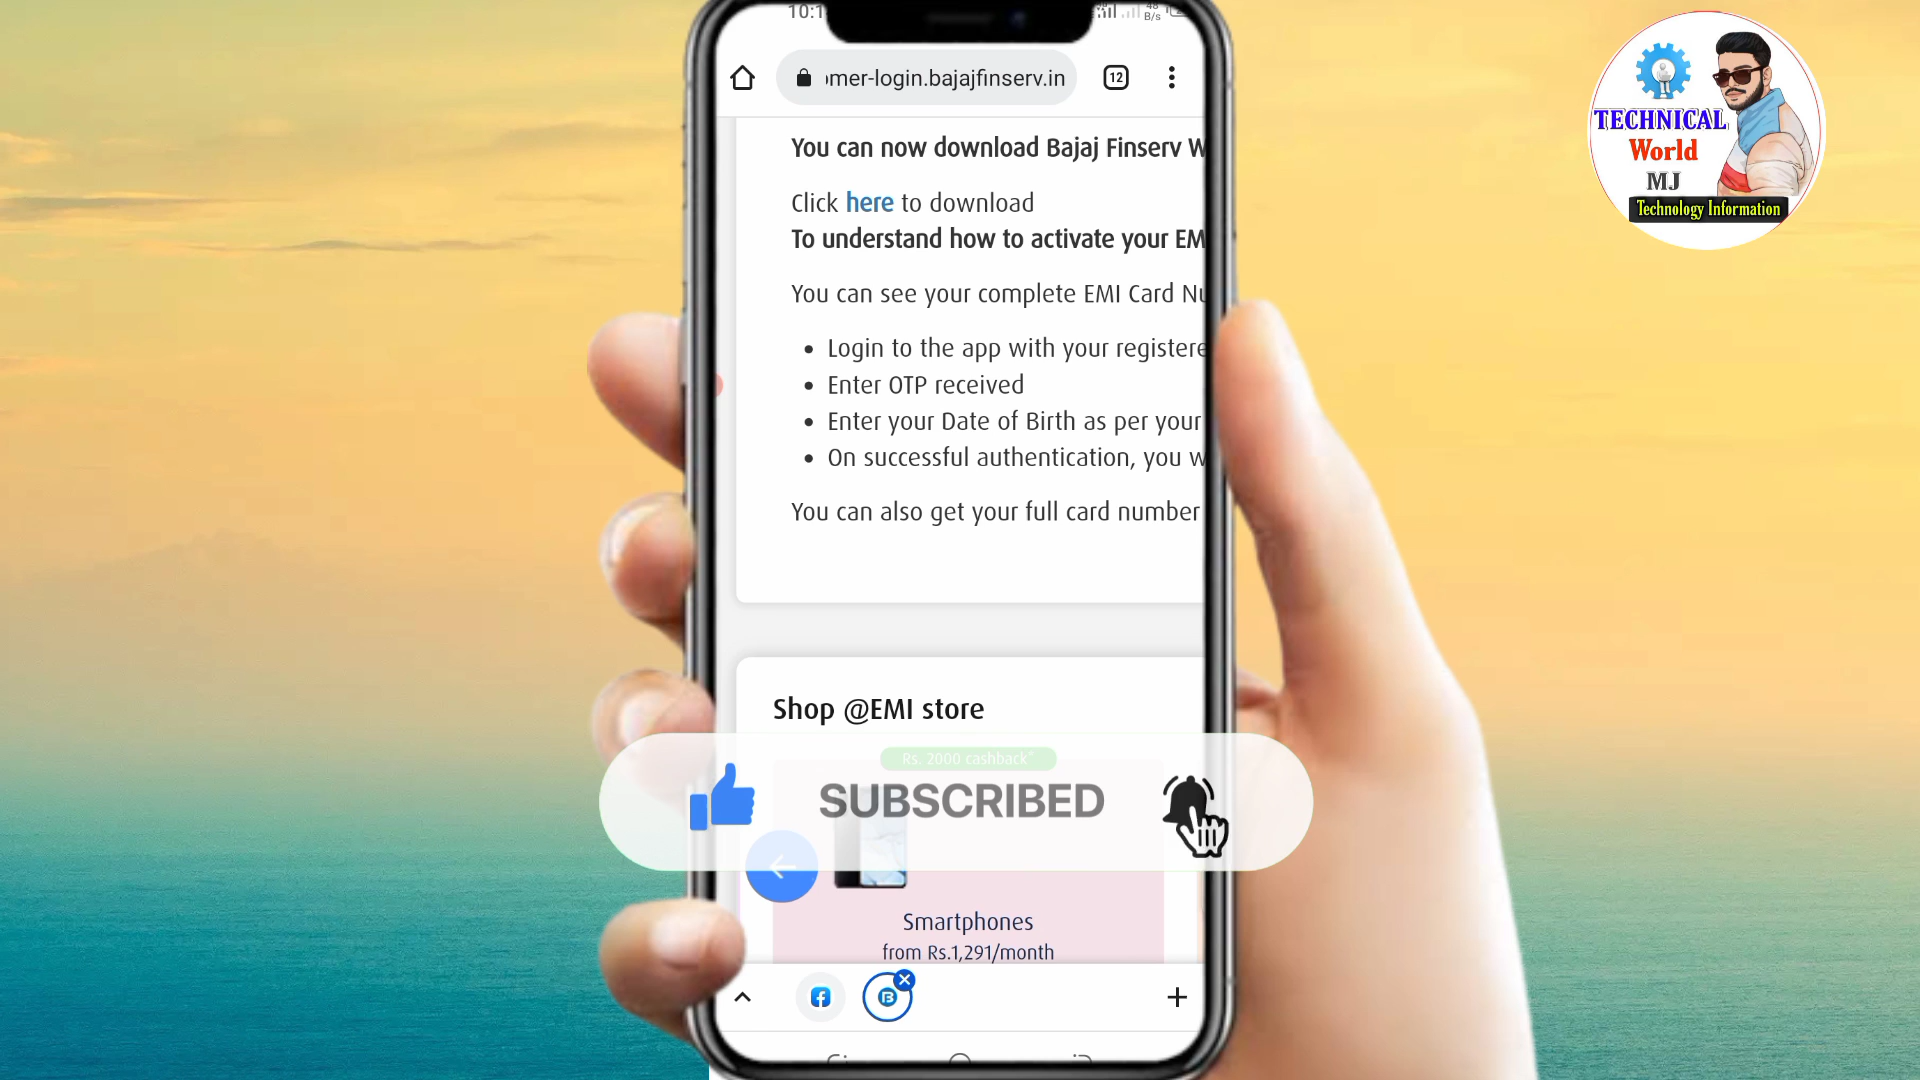 10:1
48
B/s
omer-login.bajajfinserv.in
12
You can now download Bajaj Finserv W
Click here to download
To understand how to activate your EM
You can see your complete EMI Card Nu
Login to the app with your registere
Enter OTP received
Enter your Date of Birth as per your
On successful authentication, you w
You can also get your full card number
Shop @EMI store
Rs. 2000 cashback*
SUBSCRIBED
Smartphones
from Rs.1,291/month
TECHNICAL
World
MJ
Technology Information